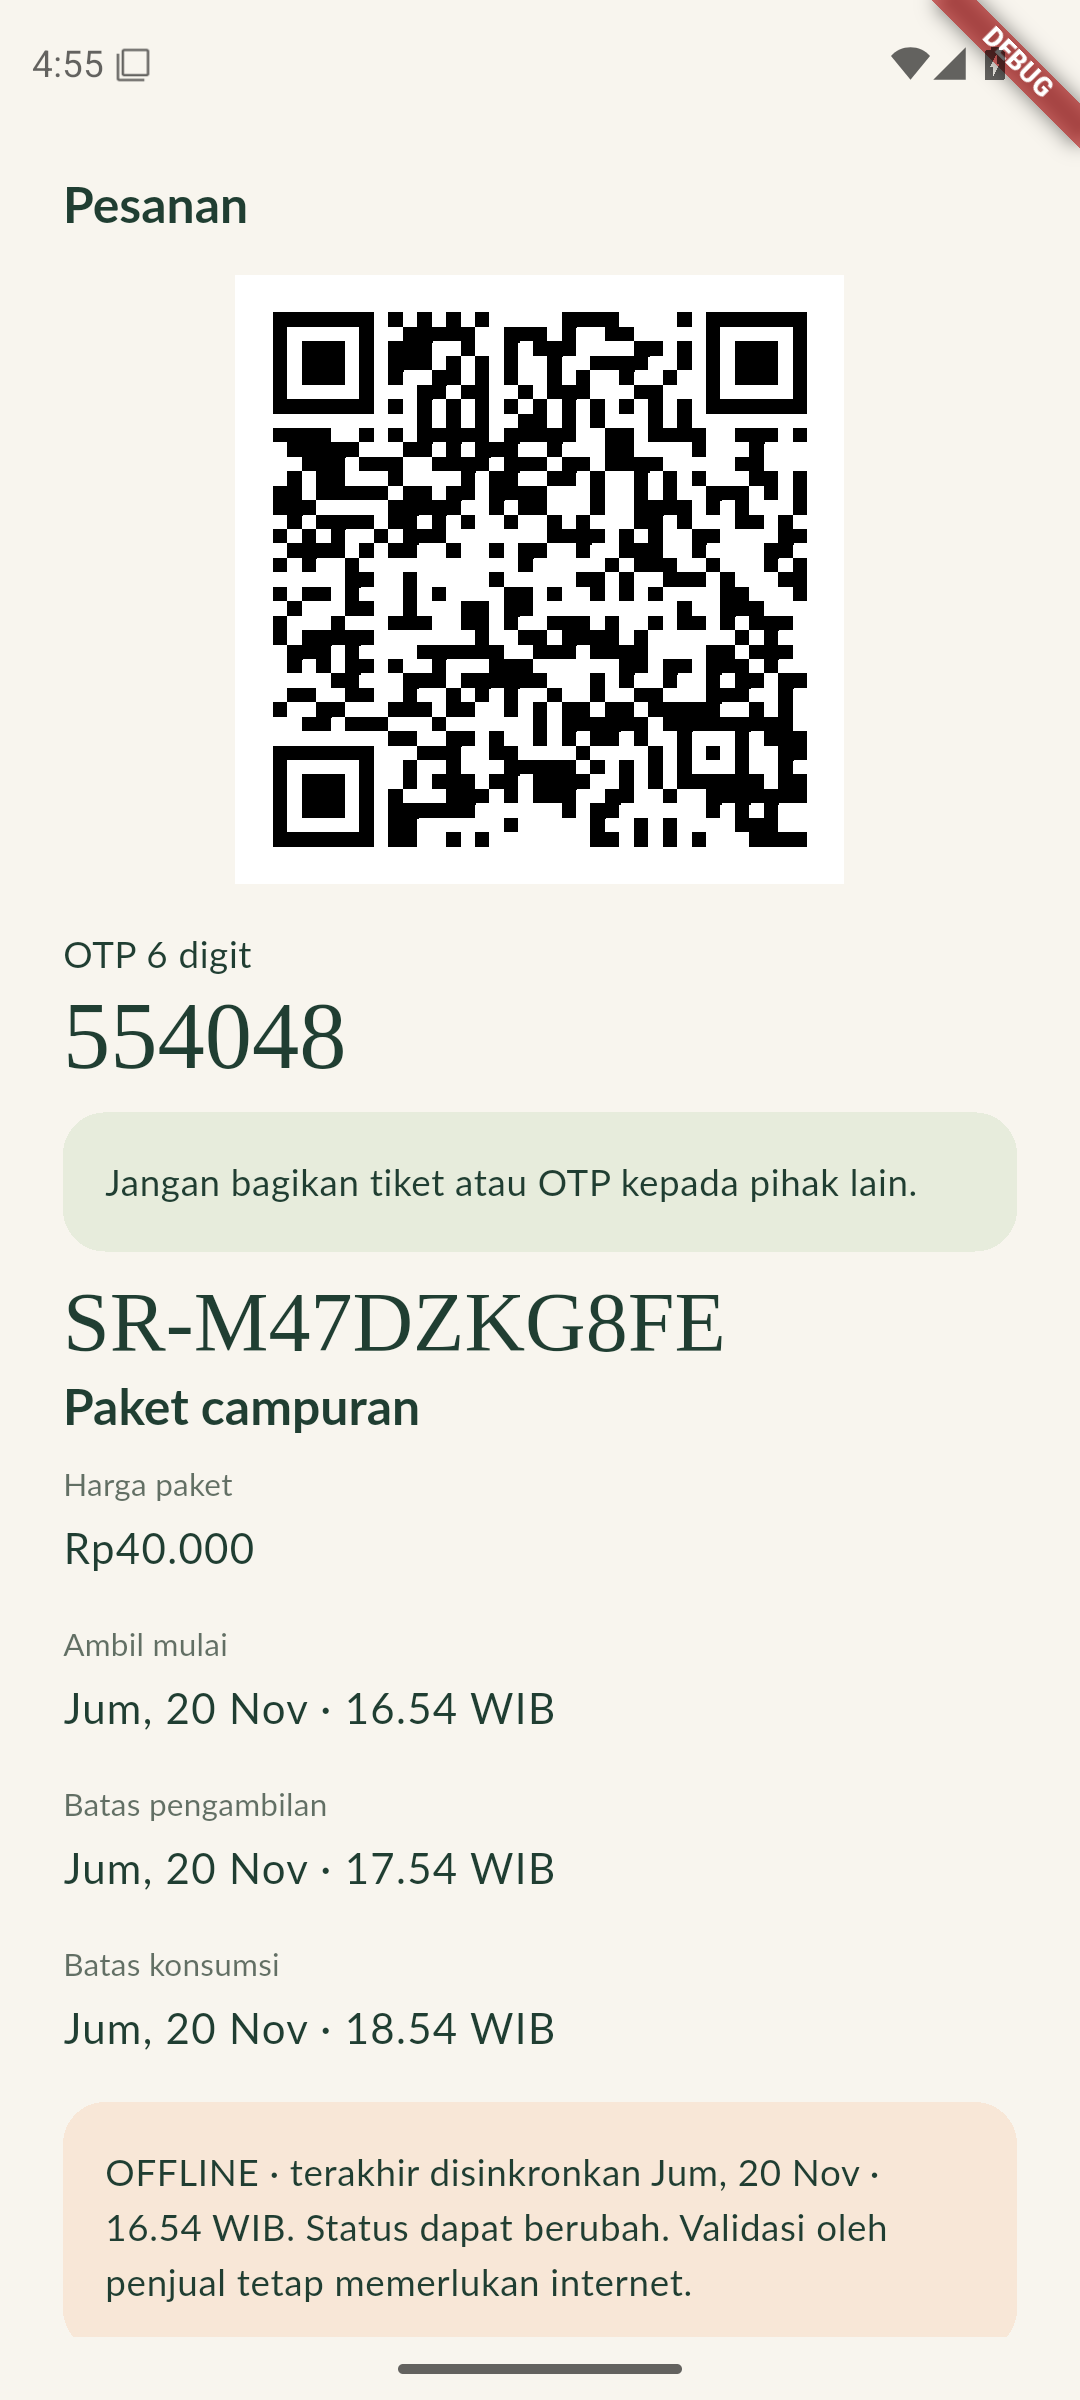 4:55
DEBUG
Pesanan
OTP 6 digit
554048
Jangan bagikan tiket atau OTP kepada pihak lain.
SR-M47DZKG8FE
Paket campuran
Harga paket
Rp40.000
Ambil mulai
Jum, 20 Nov · 16.54 WIB
Batas pengambilan
Jum, 20 Nov · 17.54 WIB
Batas konsumsi
Jum, 20 Nov · 18.54 WIB
OFFLINE · terakhir disinkronkan Jum, 20 Nov ·
16.54 WIB. Status dapat berubah. Validasi oleh
penjual tetap memerlukan internet.